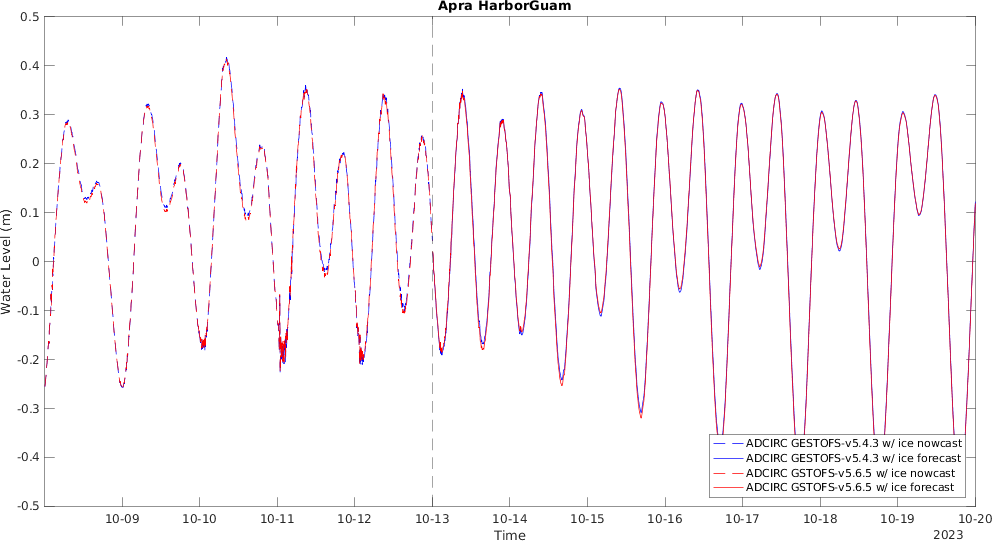 Apra HarborGuam
0.5
0.4
0.3
0.2
0.1
0
-0.1
-0.2
-0.3
-0.4
-0.5
Water Level (m)
ADCIRC GESTOFS-v5.4.3 w/ ice nowcast
ADCIRC GESTOFS-v5.4.3 w/ ice forecast
ADCIRC GSTOFS-v5.6.5 w/ ice nowcast
ADCIRC GSTOFS-v5.6.5 w/ ice forecast
10-09 10-10 10-11 10-12 10-13 10-14 10-15 10-16 10-17 10-18 10-19 10-20
Time
2023